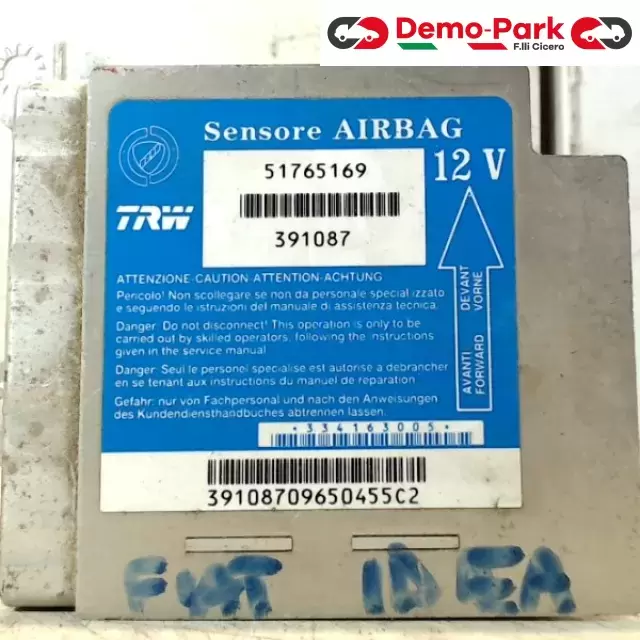 Demo-Park
F.lli Cicero
Sensore AIRBAG
51765169
12 V
TRW
391087
ATTENZIONE-CAUTION-ATTENTION-ACHTUNG
Pericolo! Non scollegare se non da personale specializzato
e seguendo le istruzioni del manuale di assistenza tecnica.
Danger: Do not disconnect! This operation is only to be
carried out by skilled operators, following the instructions
given in the service manual
Danger: Seul le personel specialise est autorise a debrancher
en se tenant aux instructions du manuel de reparation.
Gefahr: nur von Fachpersonal und nach den Anweisungen
des Kundendiensthandbuches abtrennen lassen.
AVANTI DEVANT
FORWARD VORNE
*334163005*
39108709650455C2
FIAT IDEA